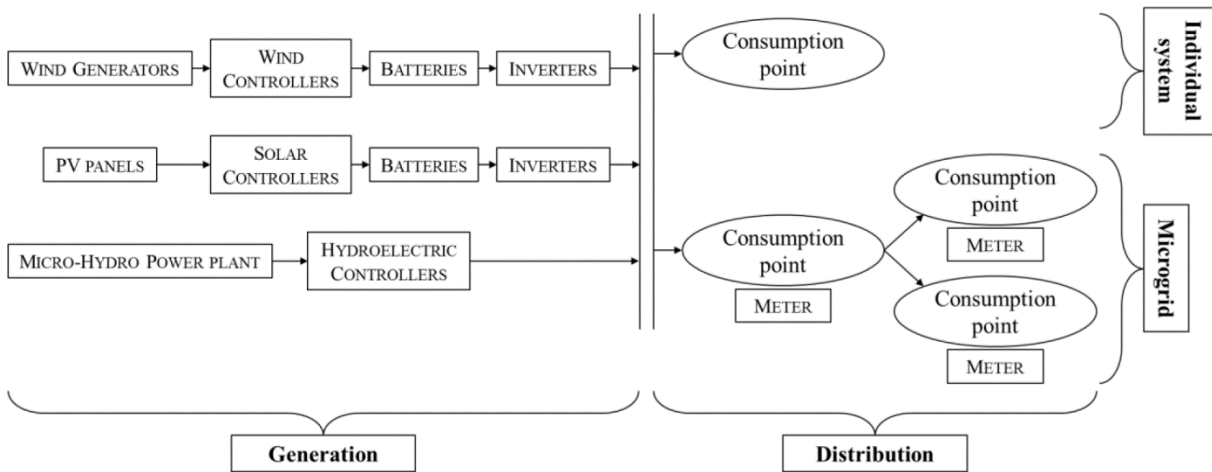 WIND GENERATORS
WIND
CONTROLLERS
BATTERIES
INVERTERS
Consumption
point
Individual
system
PV PANELS
SOLAR
CONTROLLERS
BATTERIES
INVERTERS
MICRO-HYDRO POWER PLANT
HYDROELECTRIC
CONTROLLERS
Consumption
point
METER
Consumption
point
METER
Consumption
point
METER
Microgrid
Generation
Distribution